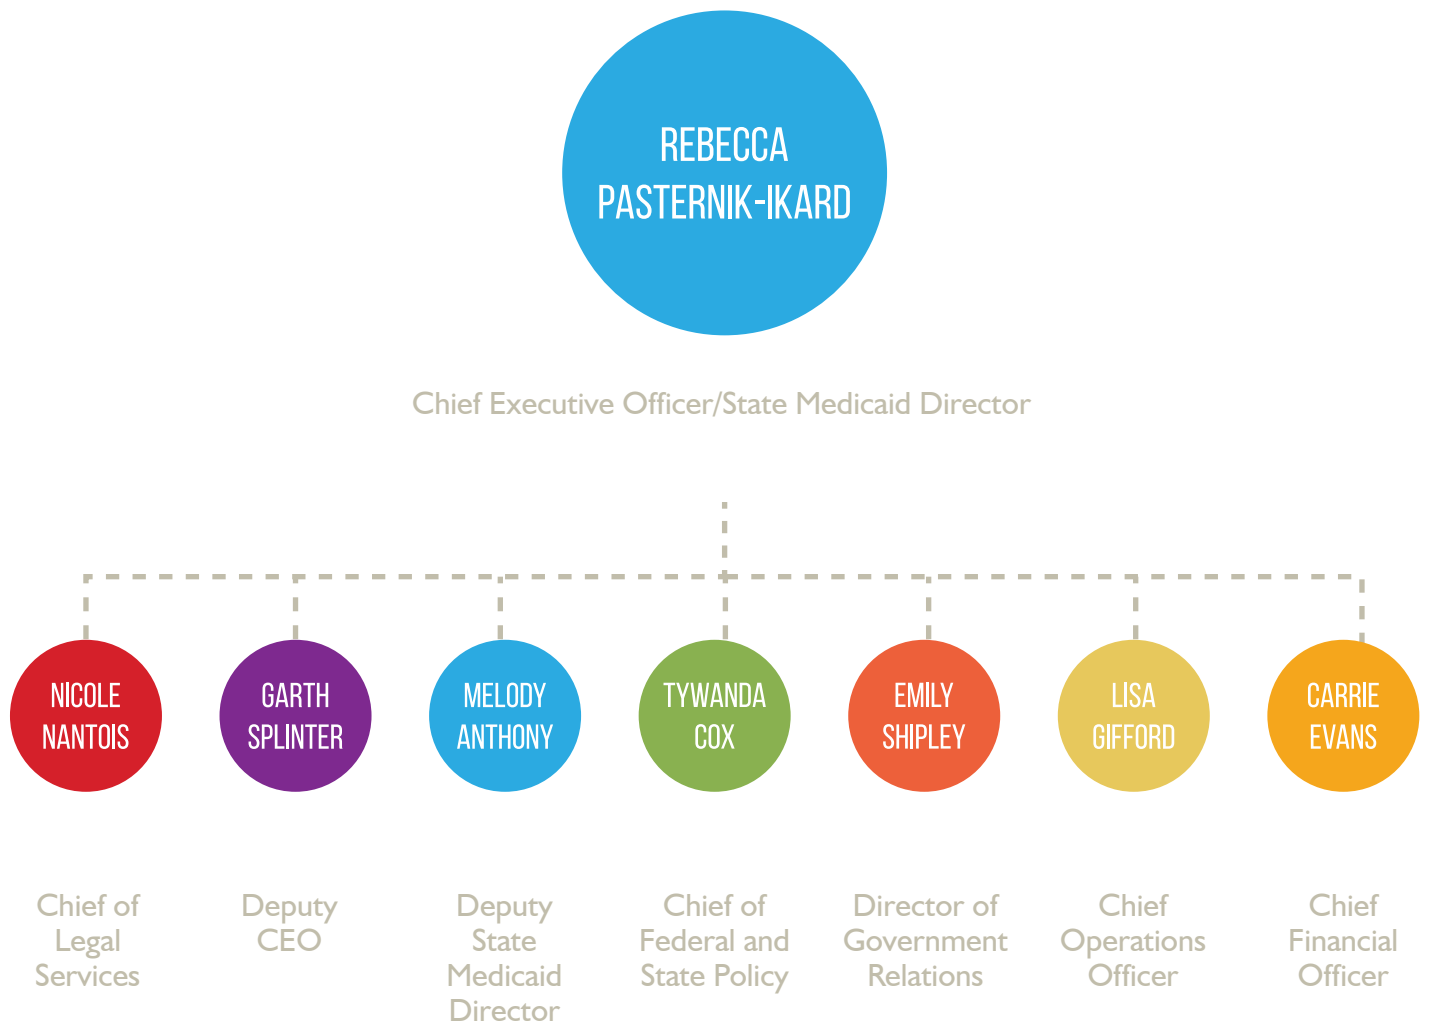 REBECCA
PASTERNIK-IKARD
Chief Executive Officer/State Medicaid Director
NICOLE
NANTOIS
GARTH
SPLINTER
MELODY
ANTHONY
TYWANDA
COX
EMILY
SHIPLEY
LISA
GIFFORD
CARRIE
EVANS
Chief of
Legal
Services
Deputy
CEO
Deputy
State
Medicaid
Director
Chief of
Federal and
State Policy
Director of
Government
Relations
Chief
Operations
Officer
Chief
Financial
Officer